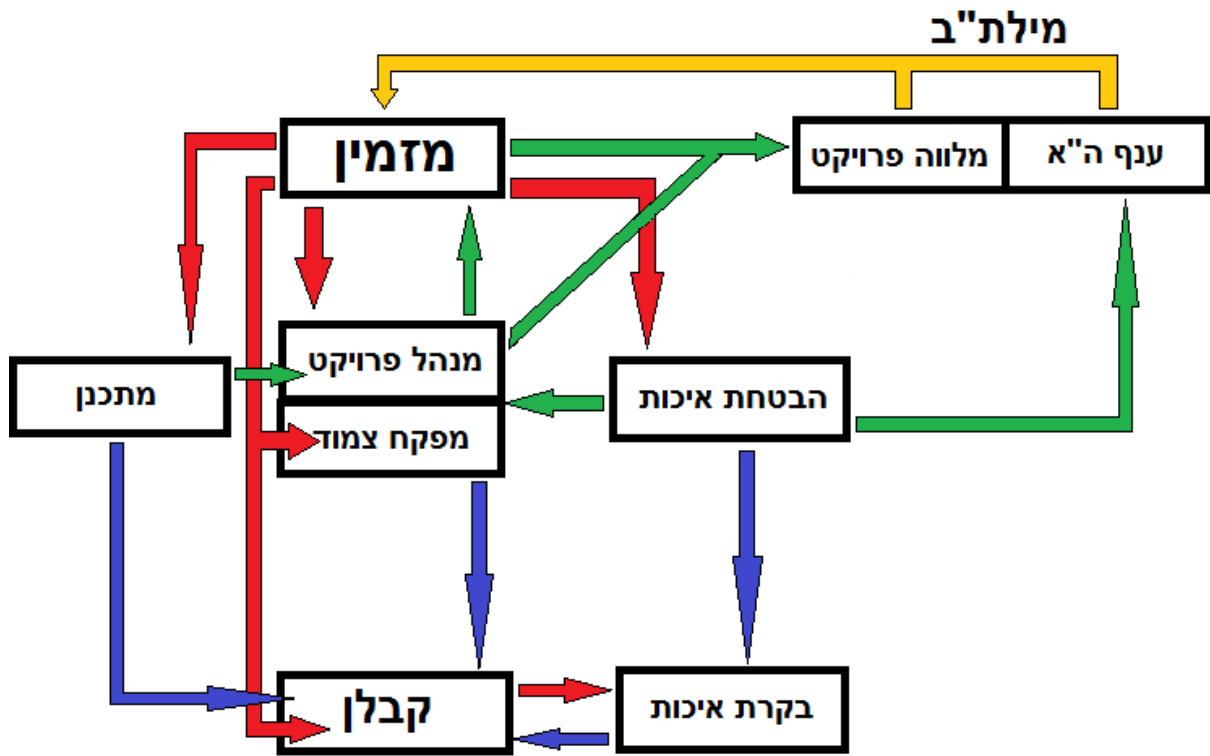 מילת"ב
מזמין
מלווה פרויקט
ענף ה"א
מנהל פרויקט
מתכנן
הבטחת איכות
מפקח צמוד
קבלן
בקרת איכות